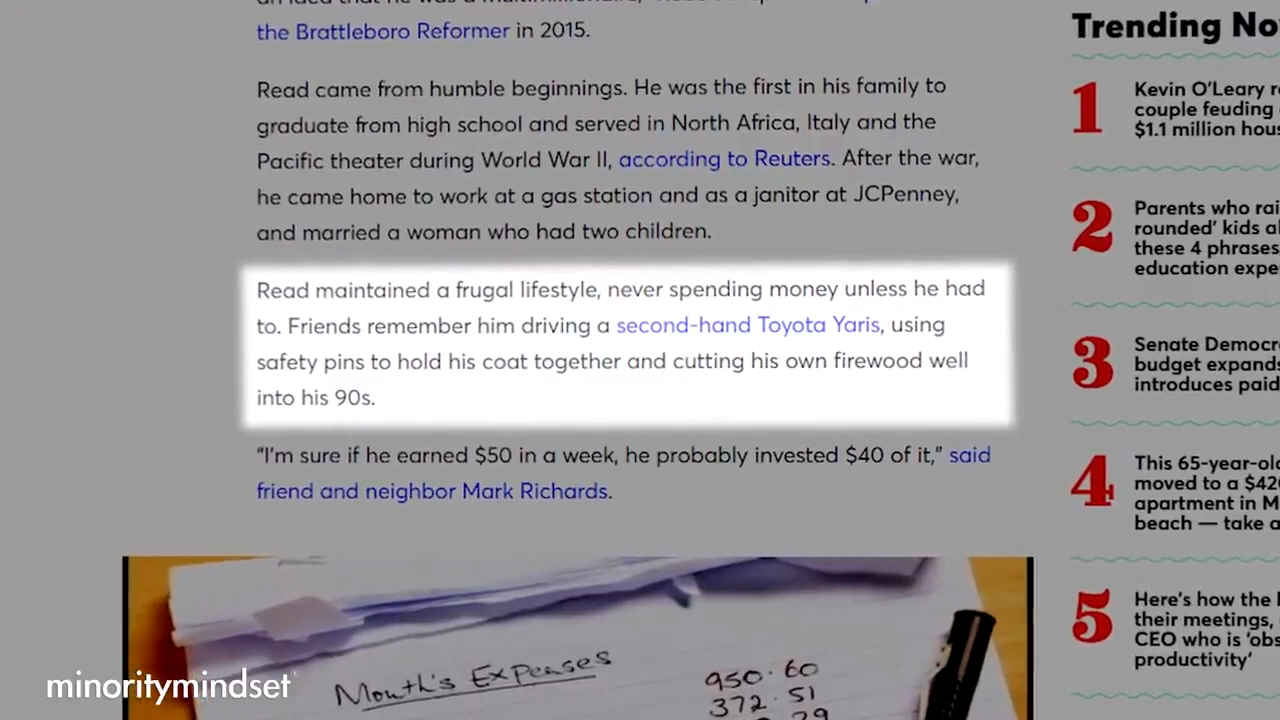 the Brattleboro Reformer in 2015.
Read came from humble beginnings. He was the first in his family to
graduate from high school and served in North Africa, Italy and the
Pacific theater during World War II, according to Reuters. After the war,
he came home to work at a gas station and as a janitor at JCPenney,
and married a woman who had two children.
Read maintained a frugal lifestyle, never spending money unless he had
to. Friends remember him driving a second-hand Toyota Yaris, using
safety pins to hold his coat together and cutting his own firewood well
into his 90s.
“I’m sure if he earned $50 in a week, he probably invested $40 of it,” said
friend and neighbor Mark Richards.
Month's Expenses
950.60
372.51
Trending No
1
Kevin O’Leary
couple feuding
$1.1 million
2
Parents who
rounded’ kids
these 4 phrases
education
3
Senate
budget expands
introduces paid
4
This
moved to a
apartment in
beach — take a
5
Here’s how the
their meetings,
CEO who is
productivity’
minoritymindset